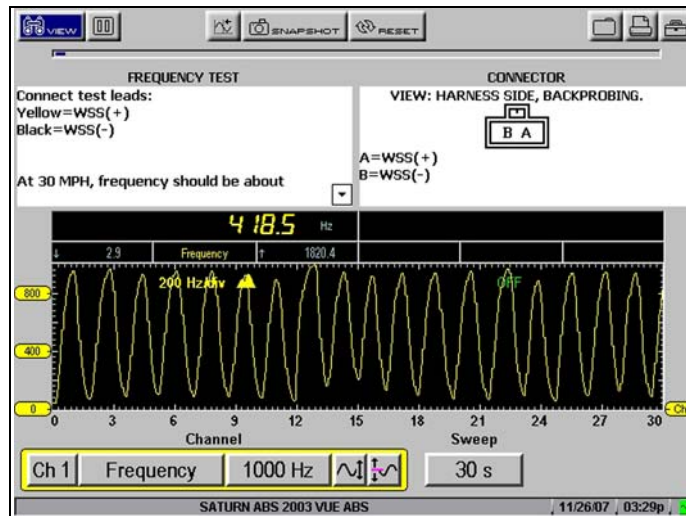 VIEW SNAPSHOT RESET
FREQUENCY TEST
Connect test leads:
Yellow=WSS(+)
Black=WSS(-)
At 30 MPH, frequency should be about
CONNECTOR
VIEW: HARNESS SIDE, BACKPROBING.
B A
A=WSS(+)
B=WSS(-)
418.5 Hz
↓ 2.9 Frequency ↑ 1820.4
200 Hz/div OFF
800
400
0
Ch
0 3 6 9 12 15 18 21 24 27 30
Channel Sweep
Ch 1 Frequency 1000 Hz 30 s
SATURN ABS 2003 VUE ABS 11/26/07 03:29p